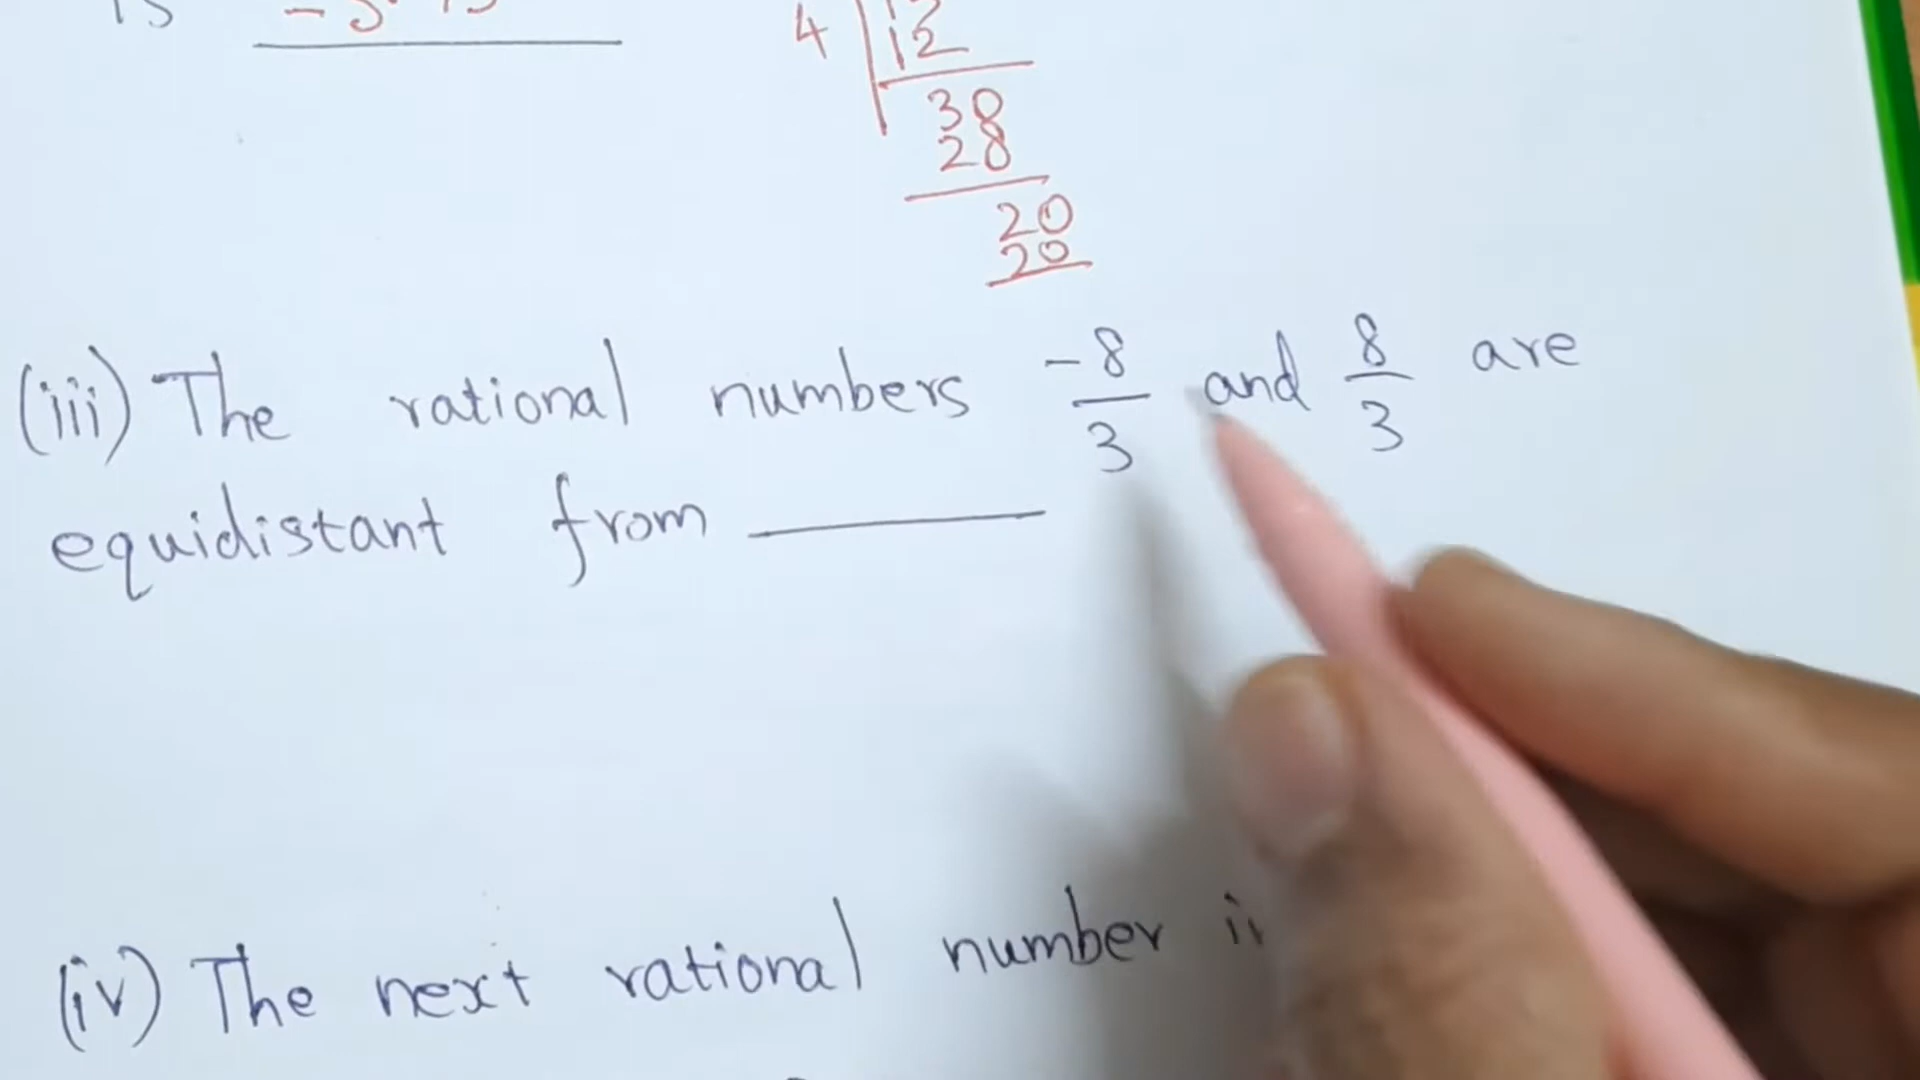 4 12
38
28
20
20
(iii) The rational numbers -8/3 and 8/3 are
equidistant from ______
(iv) The next rational number